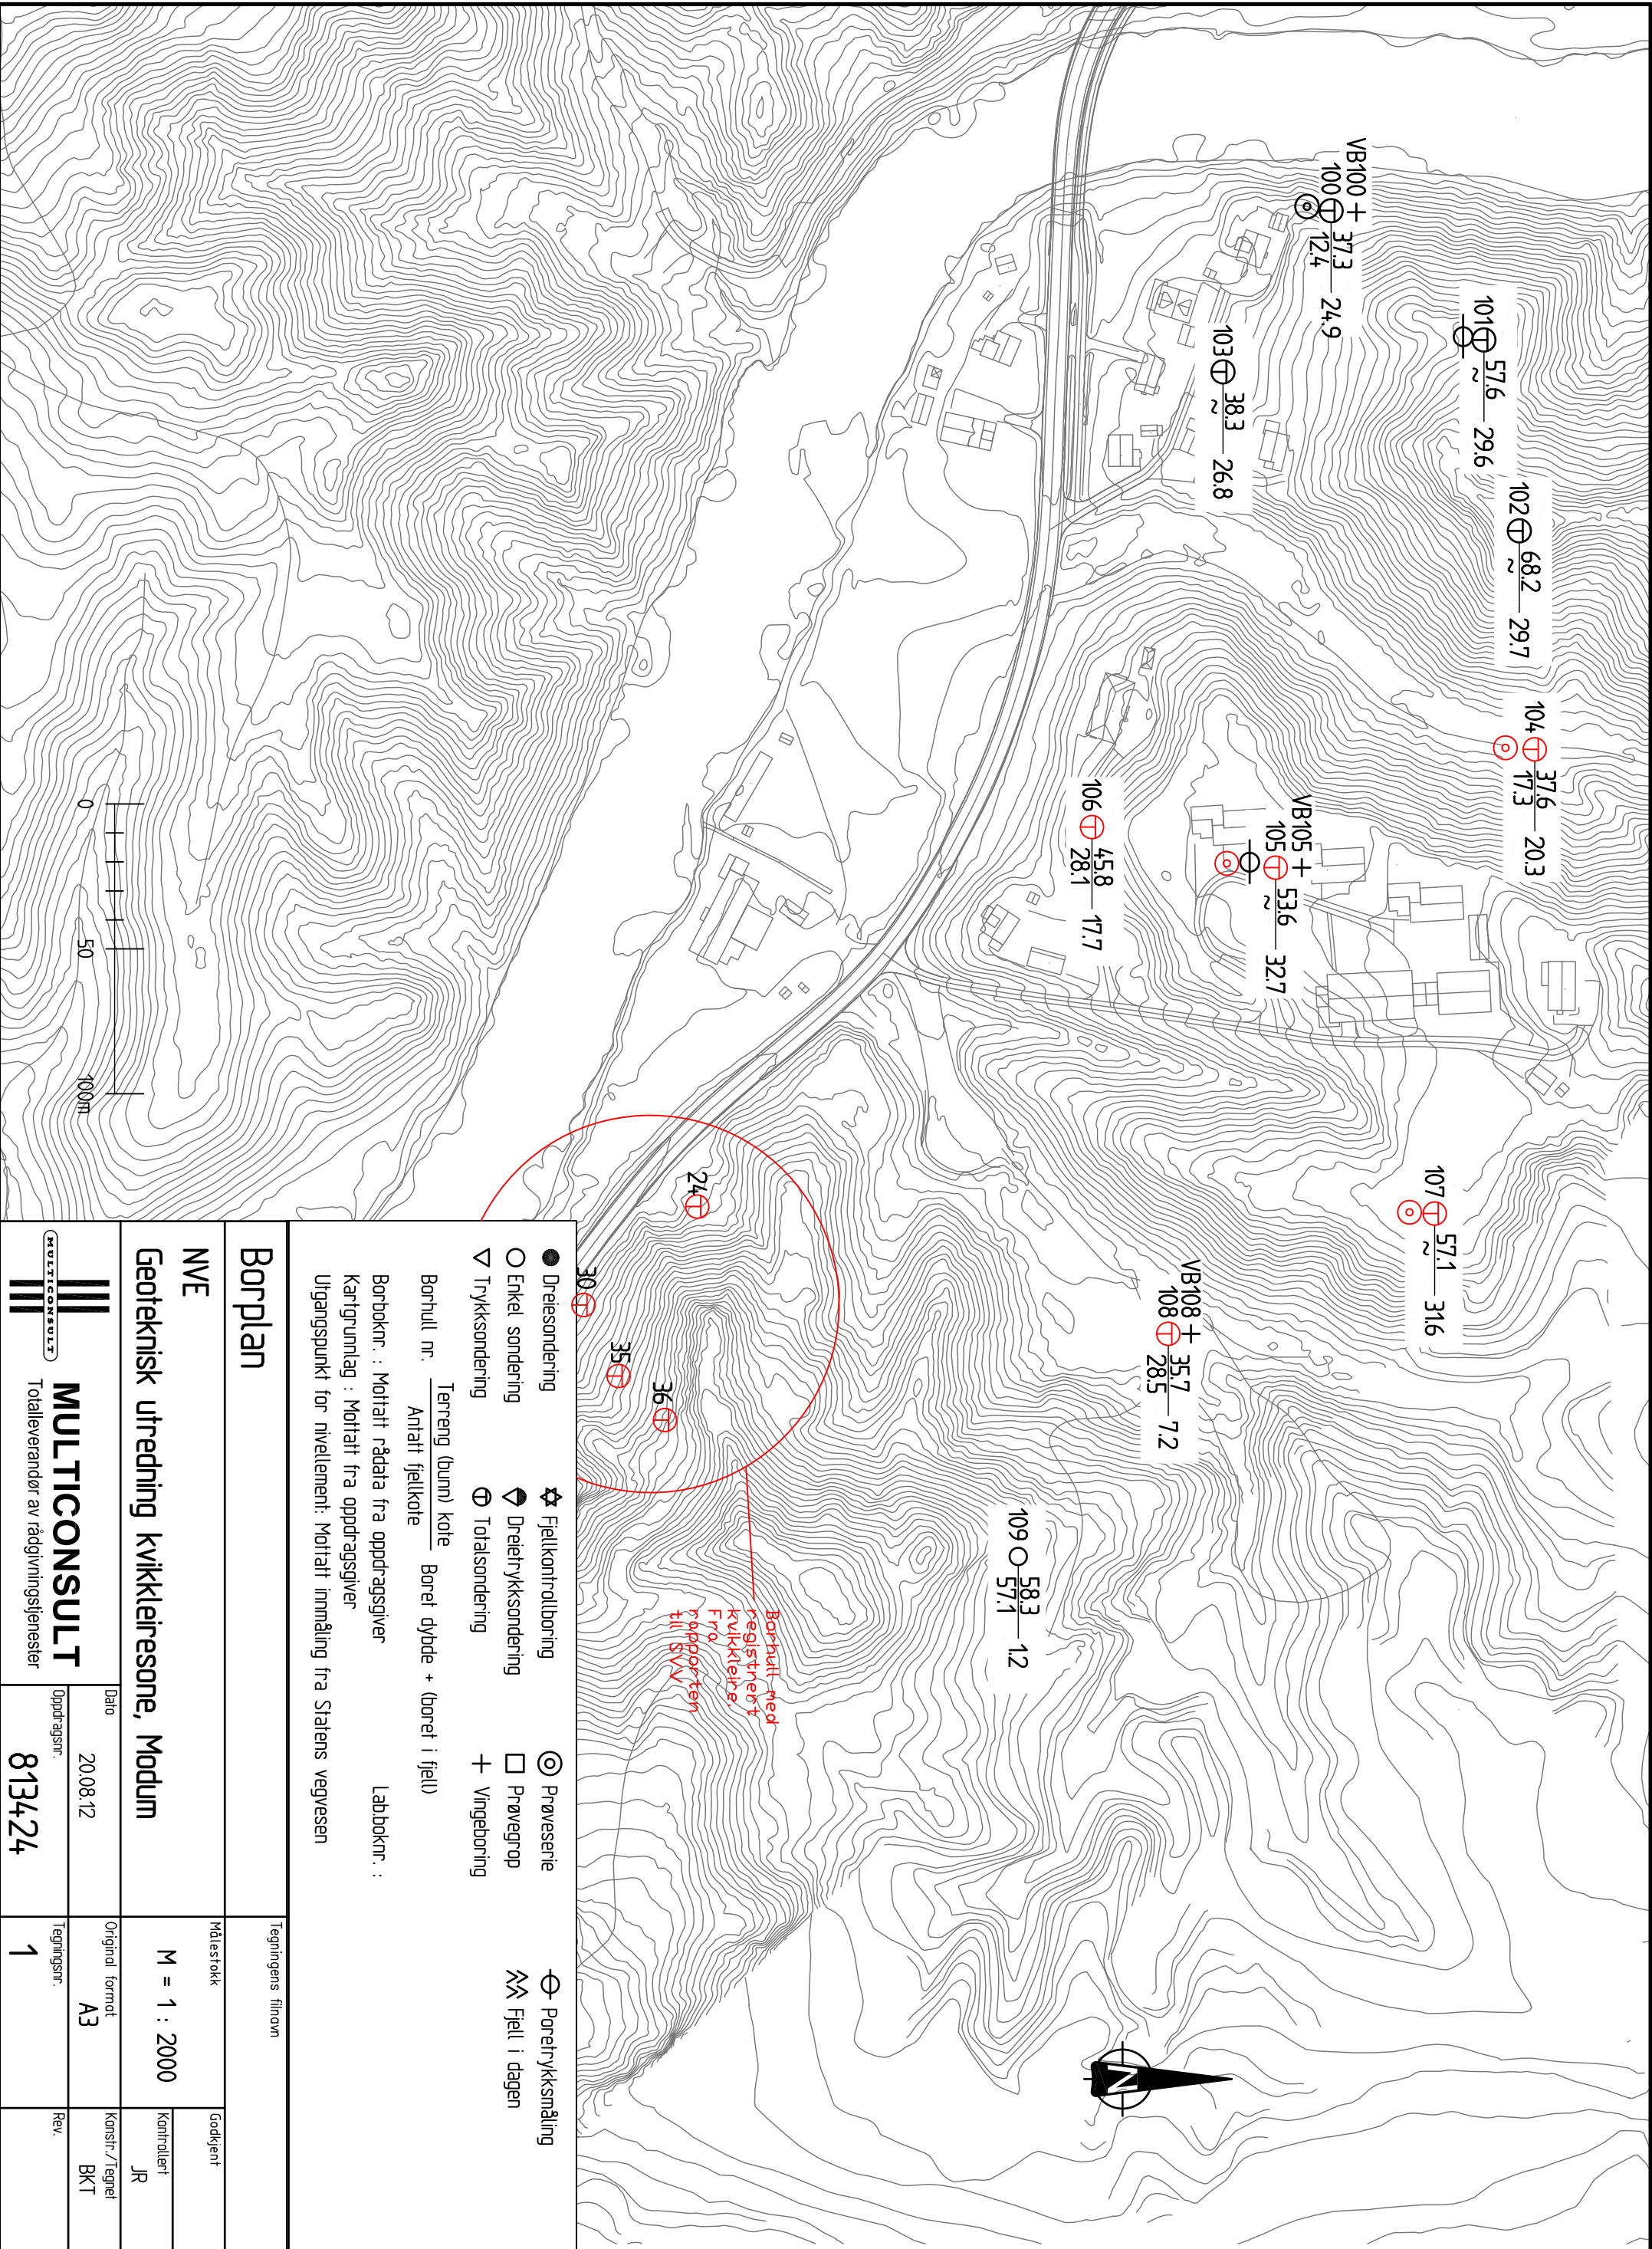 VB100
100 37.3 24.9
12.4
101 57.6 29.6
~
102 68.2 29.7
~
103 38.3 26.8
~
104 37.6 20.3
17.3
VB105
105 53.6 32.7
~
106 45.8 17.7
28.1
107 57.1 31.6
~
VB108
108 35.7 7.2
28.5
109 58.3 1.2
57.1
24
30
35
36
Borhull med
registrert
kvikkleire.
Fra
rapporten
til SVV
N
0 50 100m
Dreiesondering
Enkel sondering
Trykksondering
Fjellkontrollboring
Dreietrykksondering
Totalsondering
Prøveserie
Prøvegrop
Vingeboring
Poretrykksmåling
Fjell i dagen
Borhull nr. Terreng (bunn) kote Boret dybde + (boret i fjell)
Antatt fjellkote
Borboknr. : Mottatt rådata fra oppdragsgiver Lab.boknr. :
Kartgrunnlag : Mottatt fra oppdragsgiver
Utgangspunkt for nivellement: Mottatt innmåling fra Statens vegvesen
Borplan
Tegningens filnavn
NVE
Geoteknisk utredning kvikkleiresone, Modum
Målestokk
M = 1 : 2000
Godkjent
Kontrollert
JR
MULTICONSULT
MULTICONSULT
Totalleverandør av rådgivningstjenester
Dato
20.08.12
Original format
A3
Konstr./Tegnet
BKT
Oppdragsnr.
813424
Tegningsnr.
1
Rev.